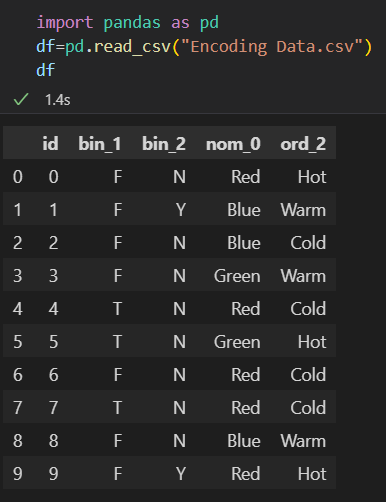 import pandas as pd
df=pd.read_csv("Encoding Data.csv")
df
✓ 1.4s
id bin_1 bin_2 nom_0 ord_2
0 0 F N Red Hot
1 1 F Y Blue Warm
2 2 F N Blue Cold
3 3 F N Green Warm
4 4 T N Red Cold
5 5 T N Green Hot
6 6 F N Red Cold
7 7 T N Red Cold
8 8 F N Blue Warm
9 9 F Y Red Hot